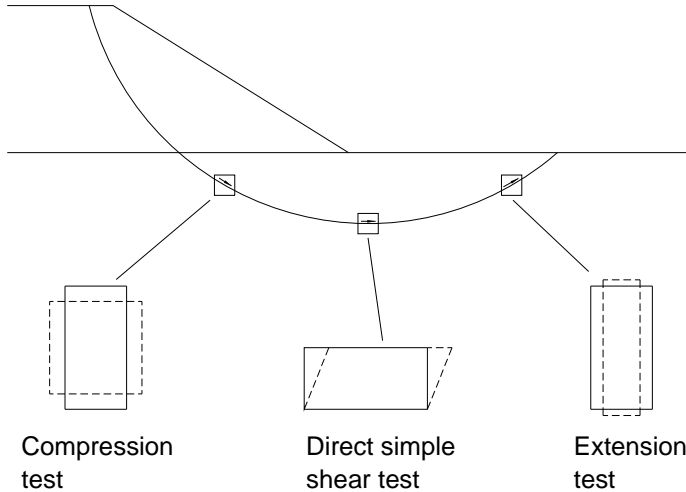 Compression
test
Direct simple
shear test
Extension
test